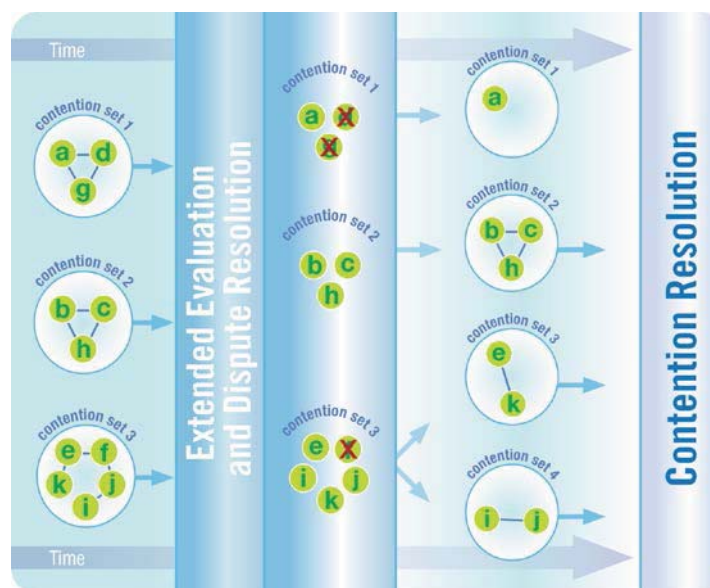 Time
contention set 1
a
d
g
contention set 2
b
c
h
contention set 3
e
f
k
j
i
Time
Extended Evaluation
and Dispute Resolution
contention set 1
a
contention set 2
b
c
h
contention set 3
e
i
j
k
contention set 1
a
contention set 2
b
c
h
contention set 3
e
k
contention set 4
i
j
Contention Resolution